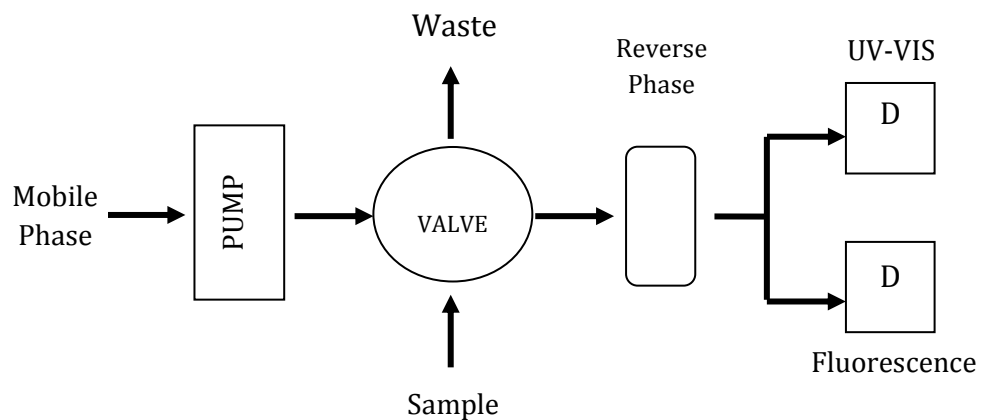 Waste
Reverse
Phase
UV-VIS
D
Mobile
Phase
PUMP
VALVE
D
Fluorescence
Sample